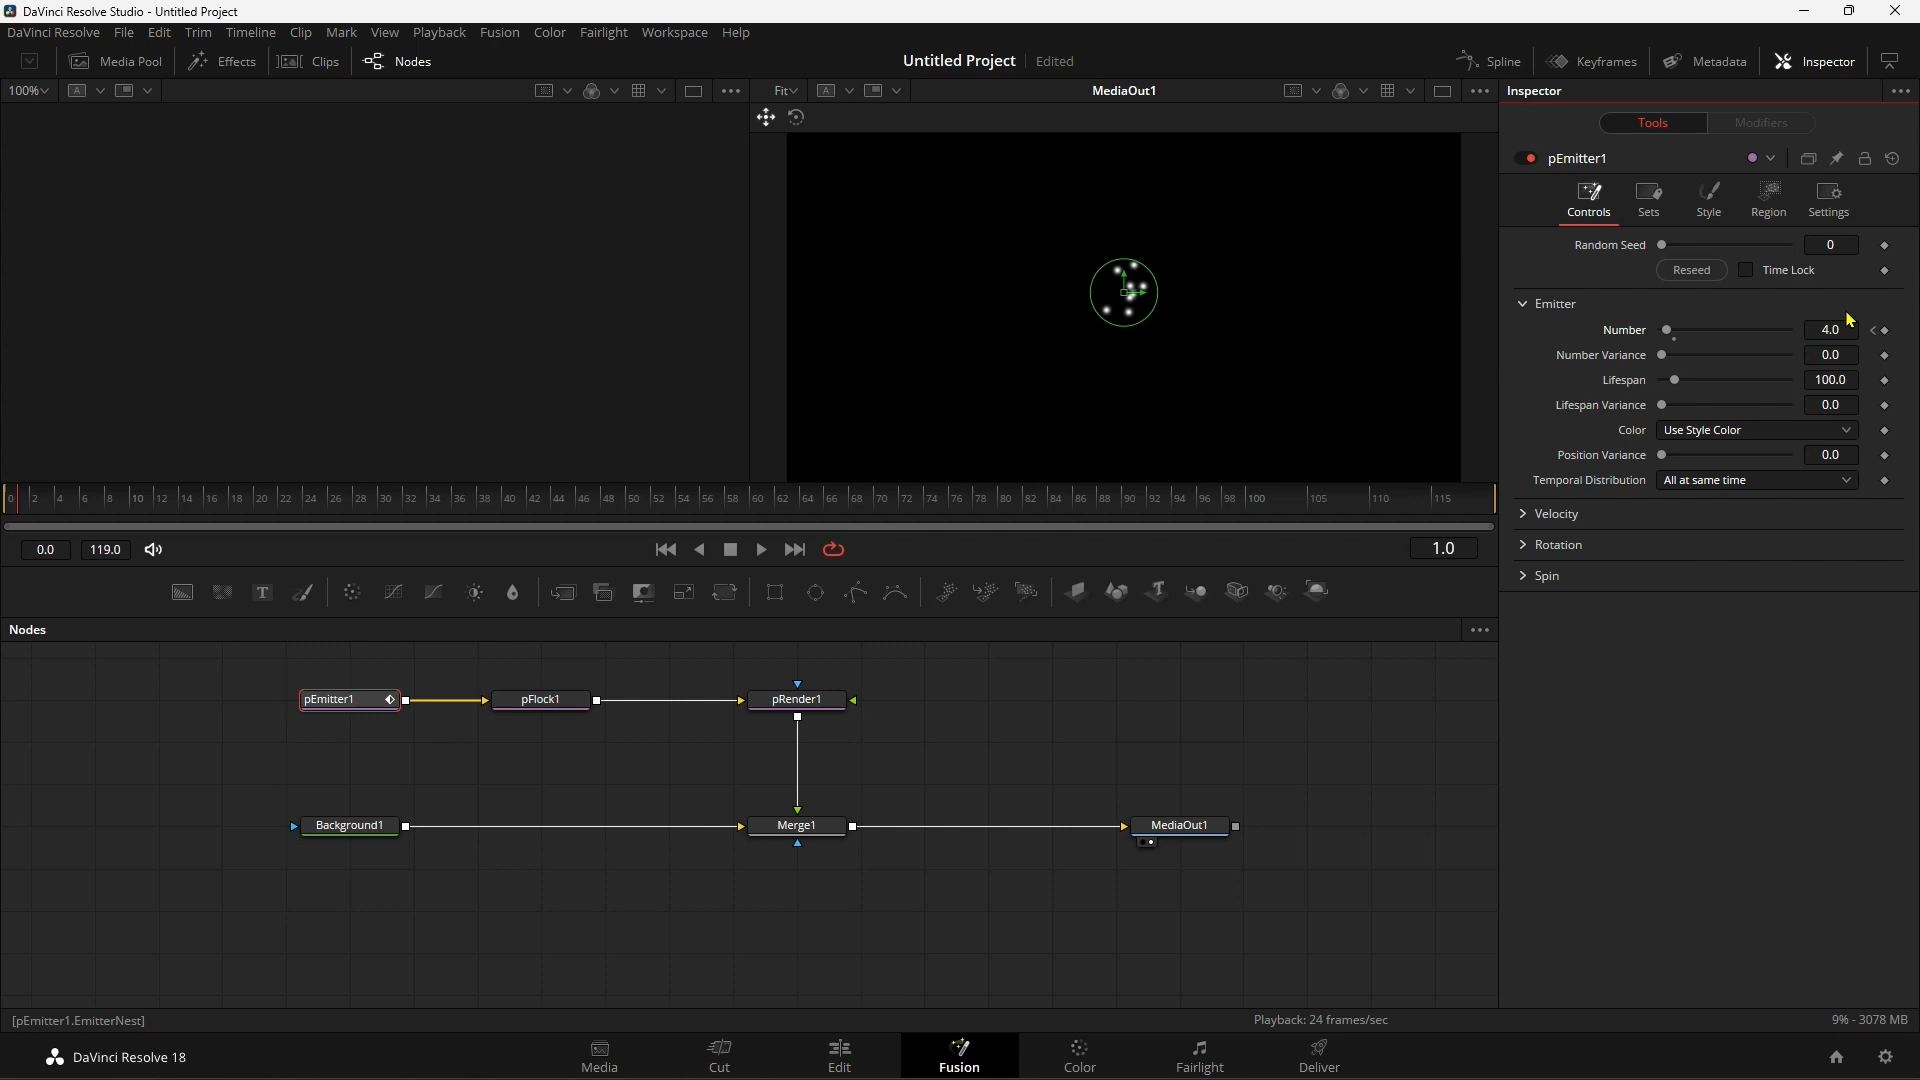 DaVinci Resolve Studio - Untitled Project
DaVinci Resolve File Edit Trim Timeline Clip Mark View Playback Fusion Color Fairlight Workspace Help
Media Pool Effects Clips Nodes Untitled Project Edited Spline Keyframes Metadata Inspector
100% A Fit A MediaOut1 Inspector
Tools Modifiers
pEmitter1
Controls Sets Style Region Settings
Random Seed 0
Reseed Time Lock
Emitter
Number 4.0
Number Variance 0.0
Lifespan 100.0
Lifespan Variance 0.0
Color Use Style Color
Position Variance 0.0
Temporal Distribution All at same time
Velocity
Rotation
Spin
0 2 4 6 8 10 12 14 16 18 20 22 24 26 28 30 32 34 36 38 40 42 44 46 48 50 52 54 56 58 60 62 64 66 68 70 72 74 76 78 80 82 84 86 88 90 92 94 96 98 100 105 110 115
0.0 119.0 1.0
T T
Nodes
pEmitter1 pFlock1 pRender1
Background1 Merge1 MediaOut1
[pEmitter1.EmitterNest] Playback: 24 frames/sec 9% - 3078 MB
DaVinci Resolve 18 Media Cut Edit Fusion Color Fairlight Deliver